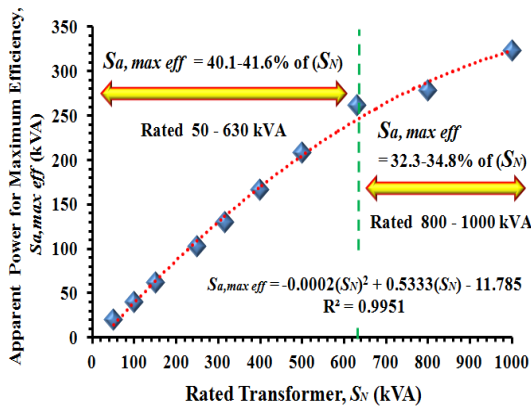 Apparent Power for Maximum Efficiency,
Sa,max eff (kVA)
350
300
250
200
150
100
50
0
Sa, max eff = 40.1-41.6% of (SN)
Rated 50 - 630 kVA
Sa, max eff
= 32.3-34.8% of (SN)
Rated 800 - 1000 kVA
Sa,max eff = -0.0002(SN)² + 0.5333(SN) - 11.785
R² = 0.9951
0 100 200 300 400 500 600 700 800 900 1000
Rated Transformer, SN (kVA)